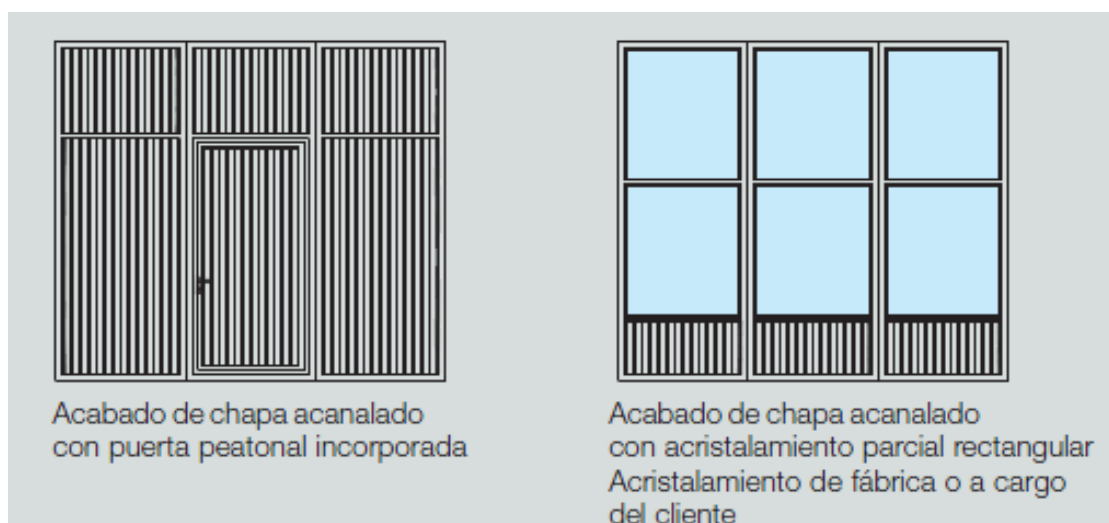 Acabado de chapa acanalado
con puerta peatonal incorporada
Acabado de chapa acanalado
con acristalamiento parcial rectangular
Acristalamiento de fábrica o a cargo
del cliente